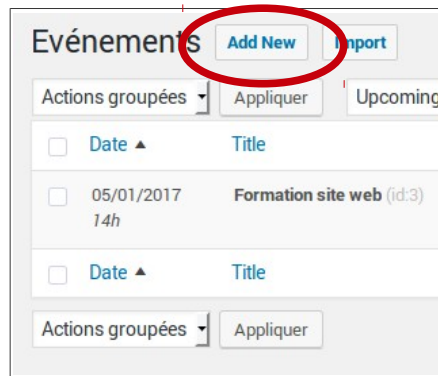 Evénements Add New Import
Actions groupées Appliquer Upcoming
Date Title
05/01/2017 Formation site web (id:3)
14h
Date Title
Actions groupées Appliquer